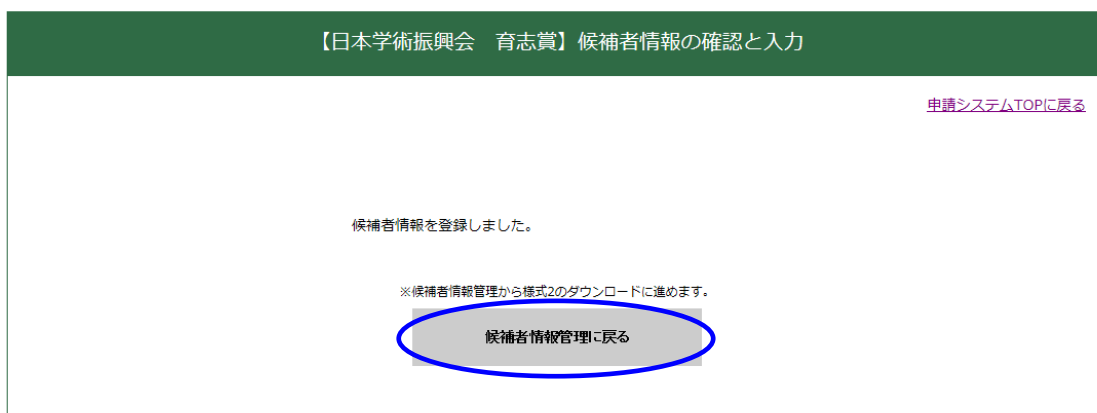 【日本学術振興会　育志賞】候補者情報の確認と入力
申請システムTOPに戻る
候補者情報を登録しました。
※候補者情報管理から様式2のダウンロードに進めます。
候補者情報管理に戻る